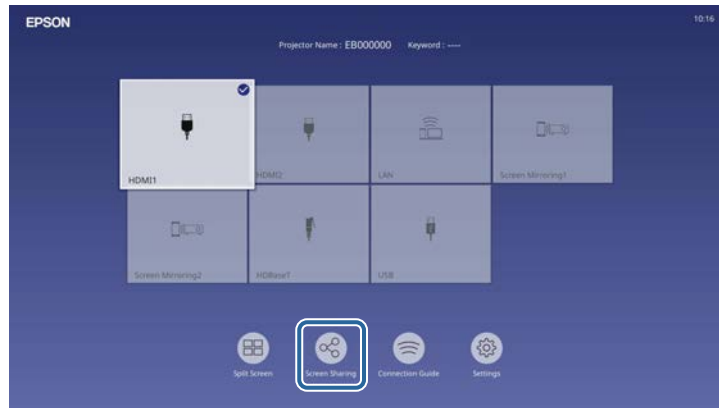 EPSON
10:16
Projector Name : EB000000 Keyword : ----
HDMI1
HDMI2
LAN
Screen Mirroring1
Screen Mirroring2
HDBaseT
USB
Split Screen
Screen Sharing
Connection Guide
Settings